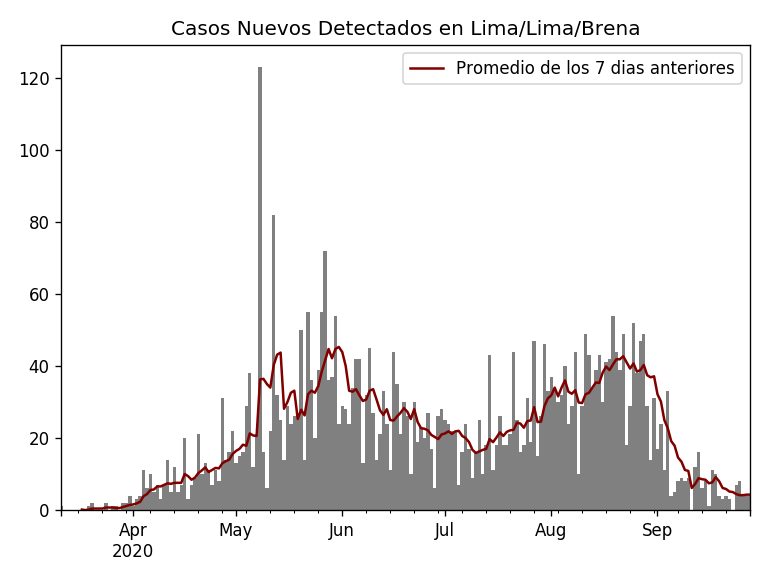 Casos Nuevos Detectados en Lima/Lima/Brena
Promedio de los 7 dias anteriores
120
100
80
60
40
20
0
Apr May Jun Jul Aug Sep
2020